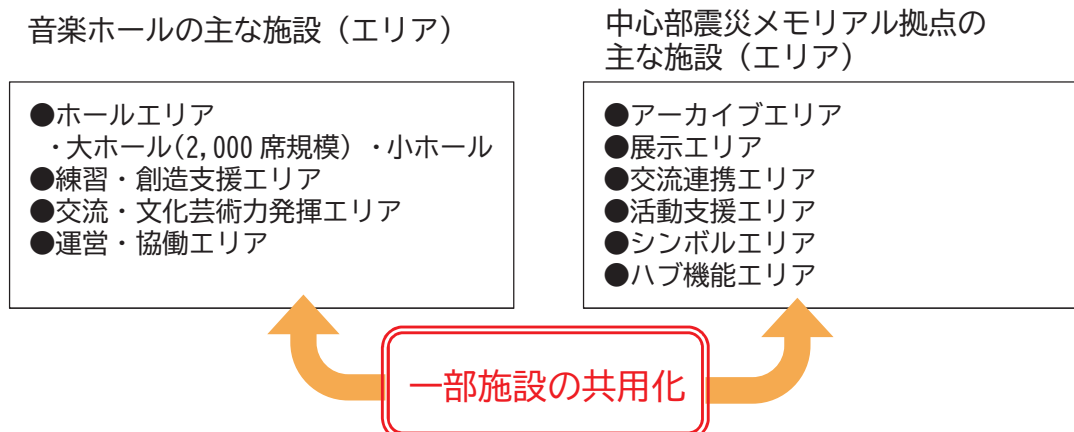 音楽ホールの主な施設（エリア）
●ホールエリア
・大ホール(2,000 席規模）・小ホール
●練習・創造支援エリア
●交流・文化芸術力発揮エリア
●運営・協働エリア
中心部震災メモリアル拠点の
主な施設（エリア）
●アーカイブエリア
●展示エリア
●交流連携エリア
●活動支援エリア
●シンボルエリア
●ハブ機能エリア
一部施設の共用化